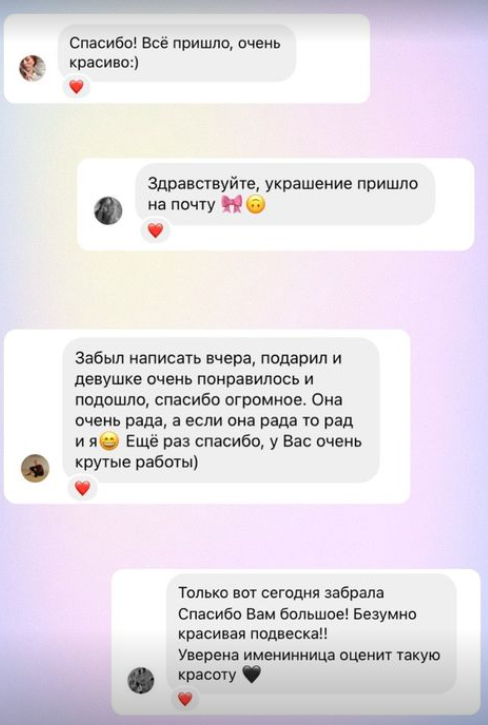 Спасибо! Всё пришло, очень
красиво:)
Здравствуйте, украшение пришло
на почту 🎀🙃
Забыл написать вчера, подарил и
девушке очень понравилось и
подошло, спасибо огромное. Она
очень рада, а если она рада то рад
и я😄 Ещё раз спасибо, у Вас очень
крутые работы)
Только вот сегодня забрала
Спасибо Вам большое! Безумно
красивая подвеска!!
Уверена именинница оценит такую
красоту 🖤